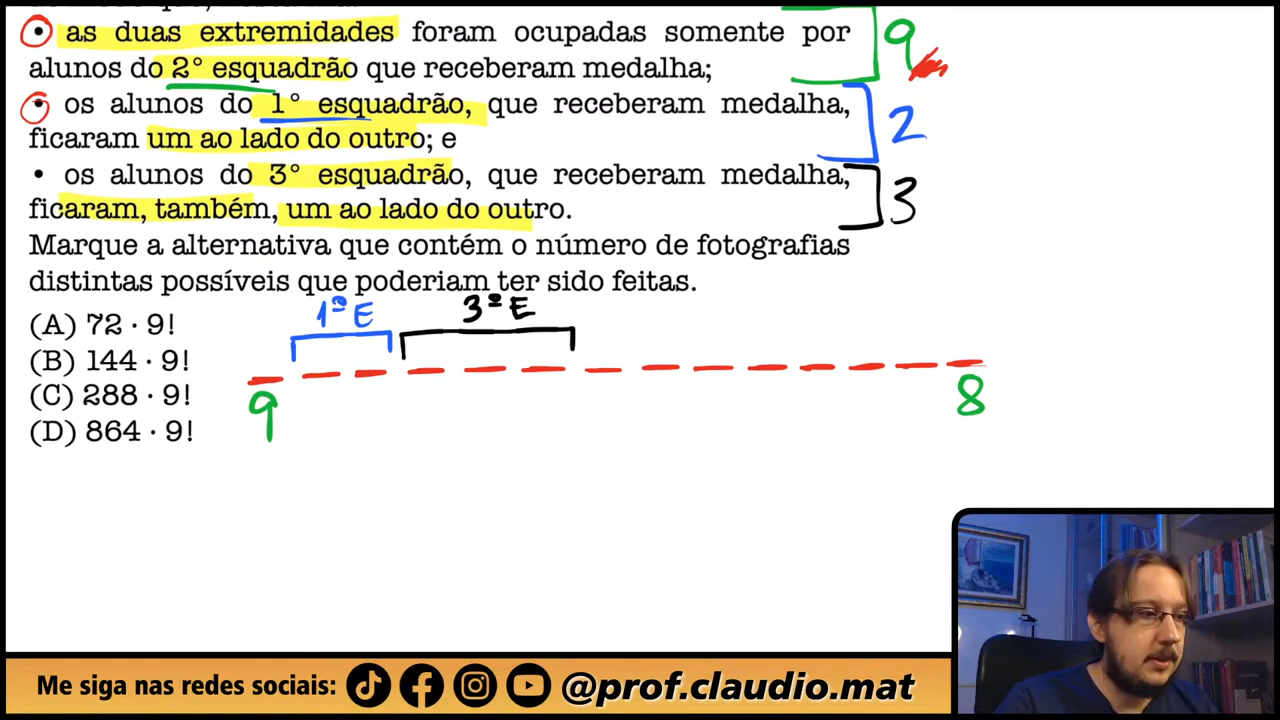 • as duas extremidades foram ocupadas somente por
alunos do 2° esquadrão que receberam medalha;
• os alunos do 1° esquadrão, que receberam medalha,
ficaram um ao lado do outro; e
• os alunos do 3° esquadrão, que receberam medalha,
ficaram, também, um ao lado do outro.
Marque a alternativa que contém o número de fotografias
distintas possíveis que poderiam ter sido feitas.
(A) 72 · 9!
(B) 144 · 9!
(C) 288 · 9!
(D) 864 · 9!
9
2
3
1º E
3º E
9
8
Me siga nas redes sociais: @prof.claudio.mat